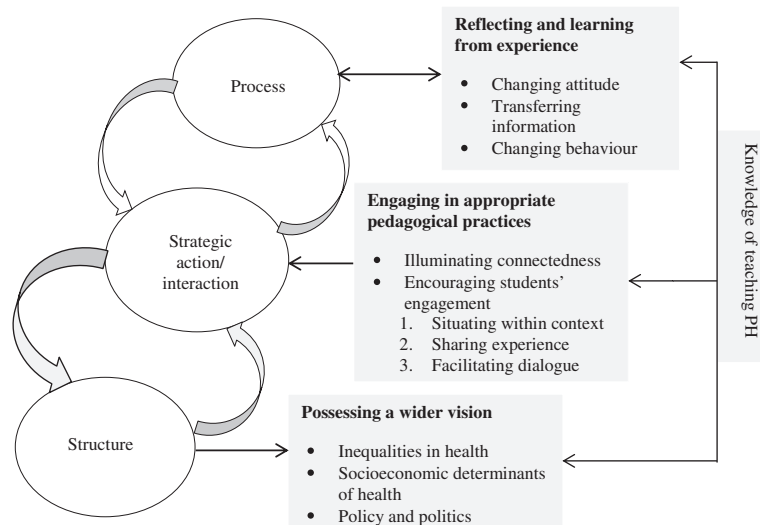 Process
Reflecting and learning
from experience
• Changing attitude
• Transferring
information
• Changing behaviour
Strategic
action/
interaction
Engaging in appropriate
pedagogical practices
• Illuminating connectedness
• Encouraging students’
engagement
1. Situating within context
2. Sharing experience
3. Facilitating dialogue
Structure
Possessing a wider vision
• Inequalities in health
• Socioeconomic determinants
of health
• Policy and politics
Knowledge of teaching PH